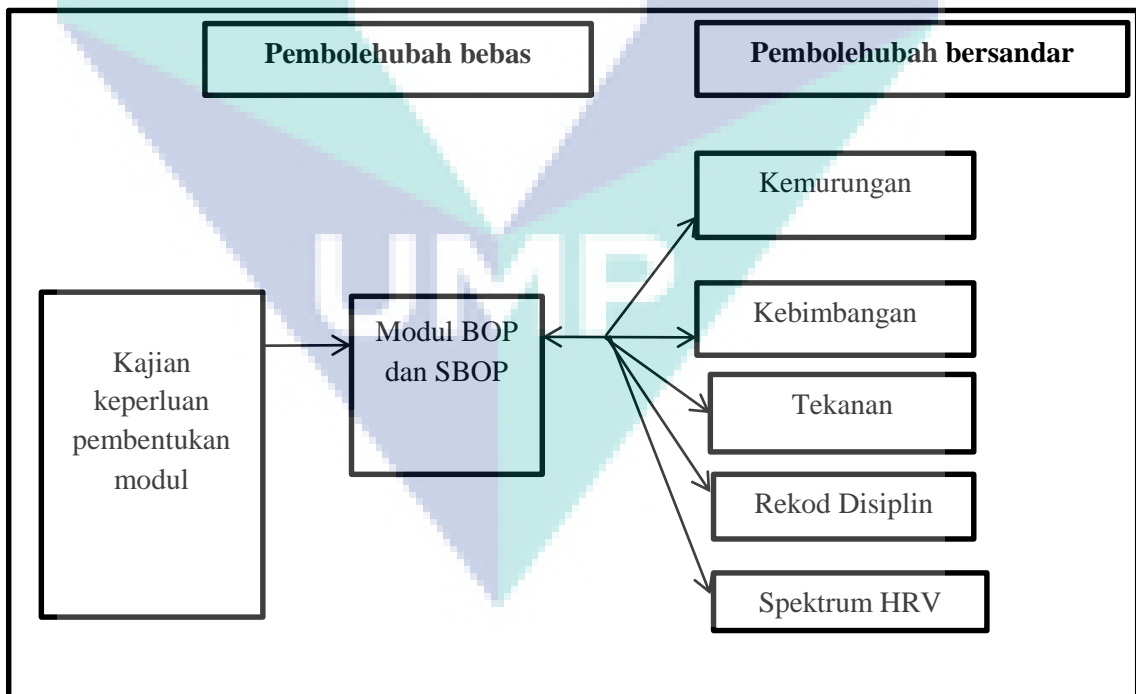 Pembolehubah bebas
Pembolehubah bersandar
Kemurungan
Kebimbangan
Kajian
keperluan
pembentukan
modul
Modul BOP
dan SBOP
Tekanan
Rekod Disiplin
Spektrum HRV
UMP